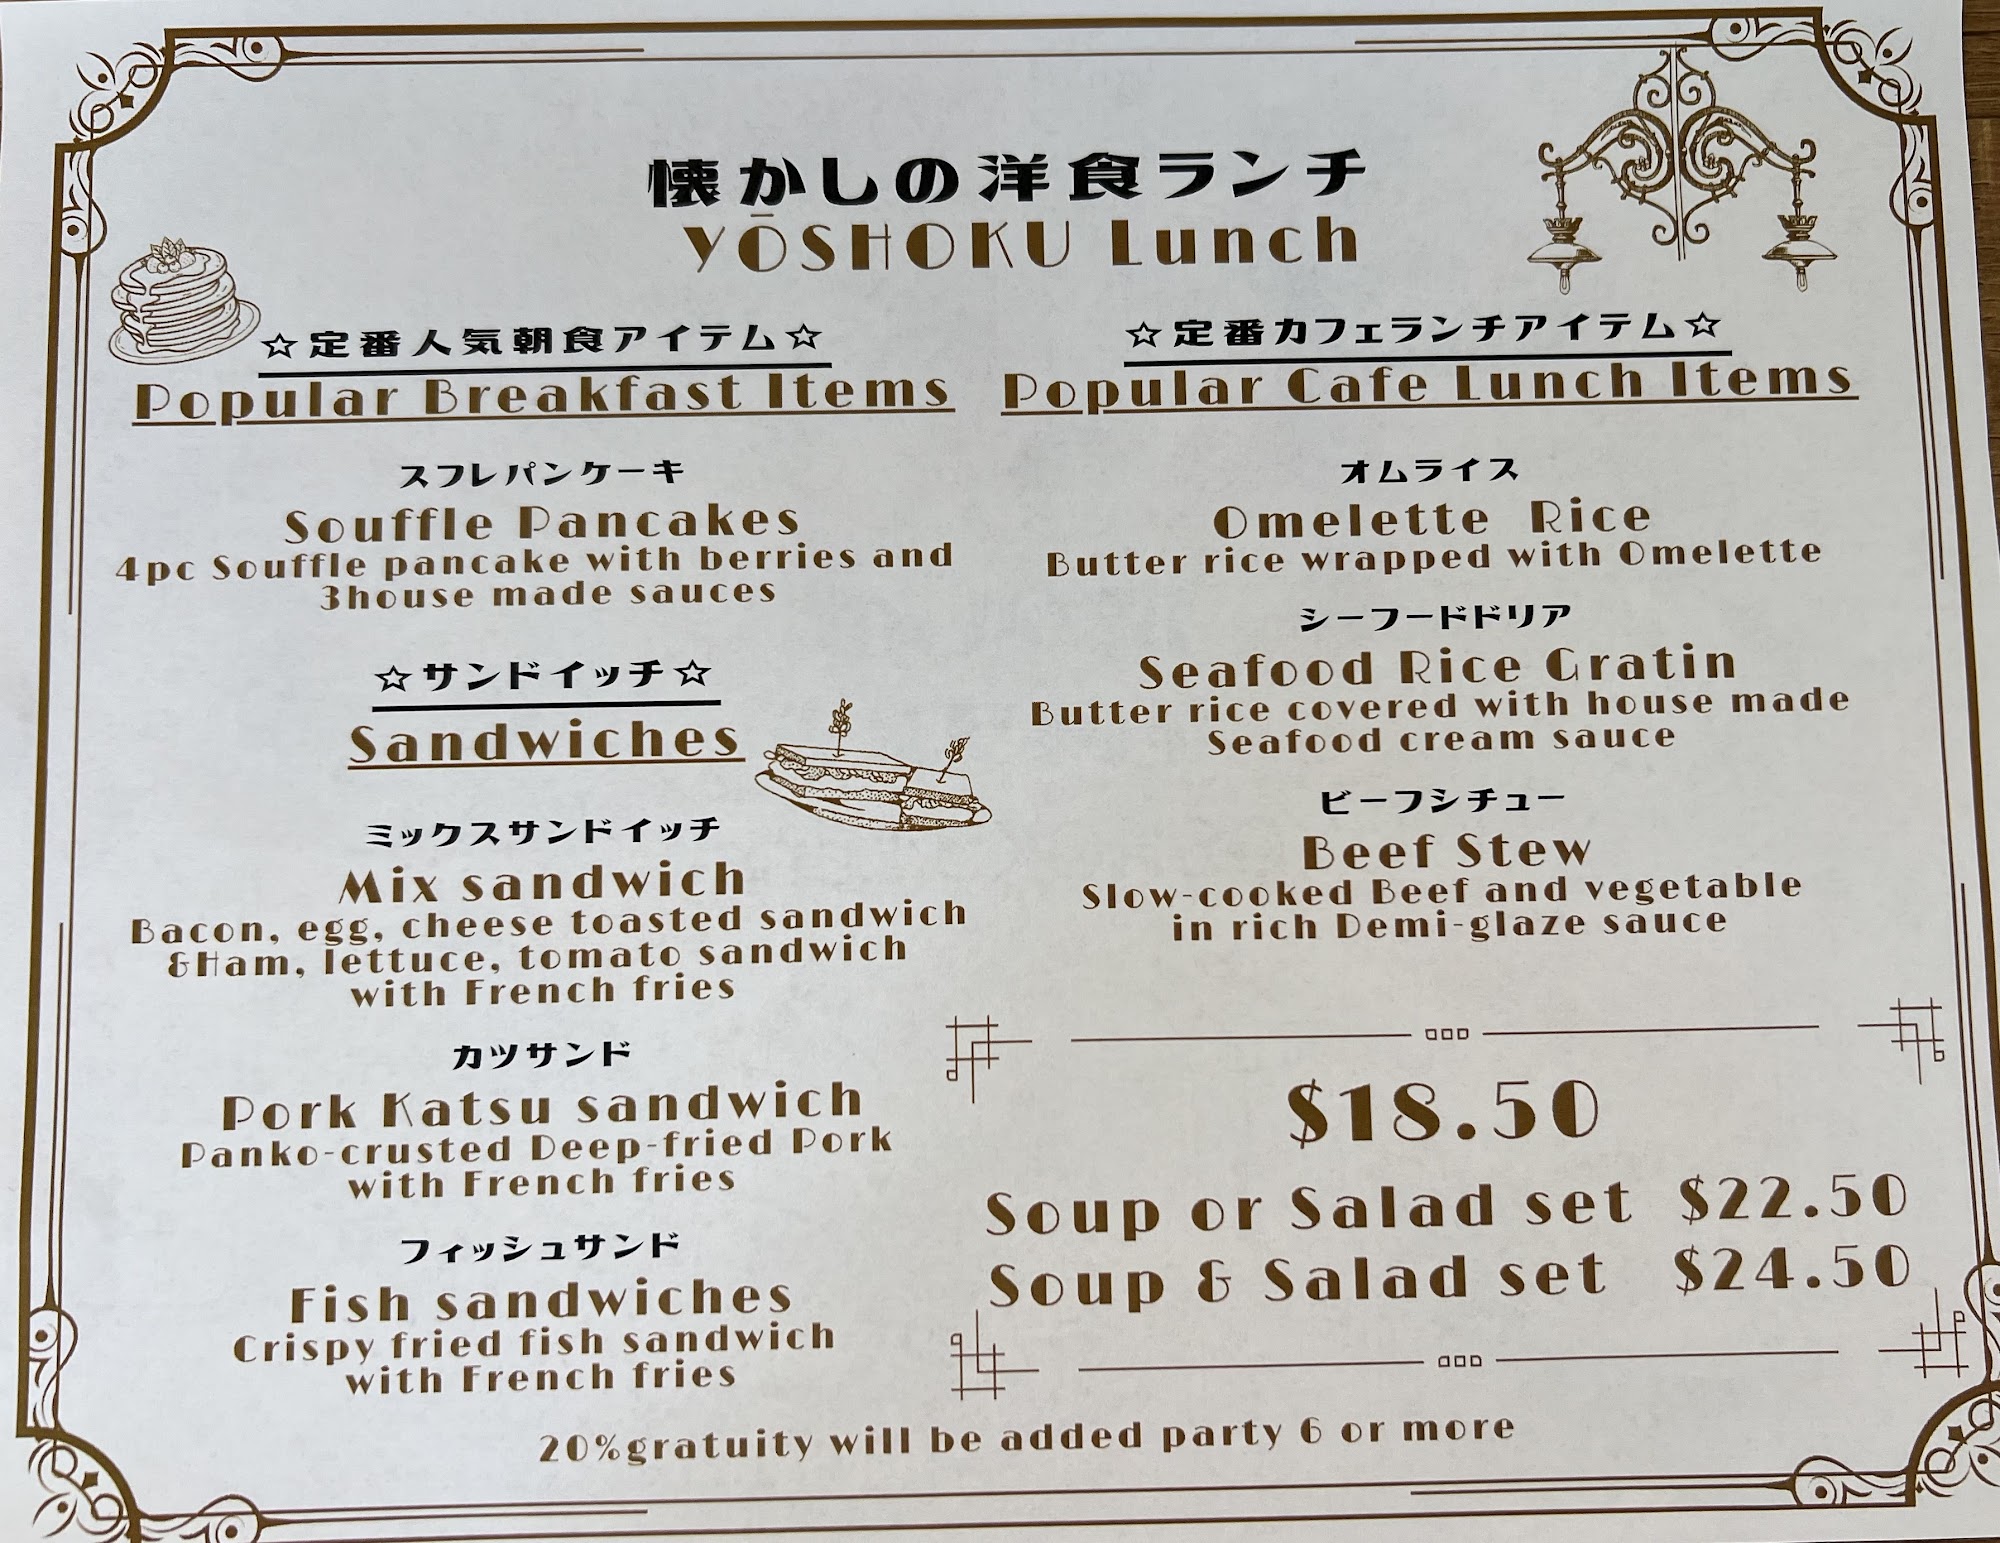 懐かしの洋食ランチ
YŌSHOKU Lunch
☆定番人気朝食アイテム☆
Popular Breakfast Items
スフレパンケーキ
Souffle Pancakes
4pc Souffle pancake with berries and
3house made sauces
☆サンドイッチ☆
Sandwiches
ミックスサンドイッチ
Mix sandwich
Bacon, egg, cheese toasted sandwich
&Ham, lettuce, tomato sandwich
with French fries
カツサンド
Pork Katsu sandwich
Panko-crusted Deep-fried Pork
with French fries
フィッシュサンド
Fish sandwiches
Crispy fried fish sandwich
with French fries
☆定番カフェランチアイテム☆
Popular Cafe Lunch Items
オムライス
Omelette Rice
Butter rice wrapped with Omelette
シーフードドリア
Seafood Rice Gratin
Butter rice covered with house made
Seafood cream sauce
ビーフシチュー
Beef Stew
Slow-cooked Beef and vegetable
in rich Demi-glaze sauce
$18.50
Soup or Salad set $22.50
Soup & Salad set $24.50
20%gratuity will be added party 6 or more